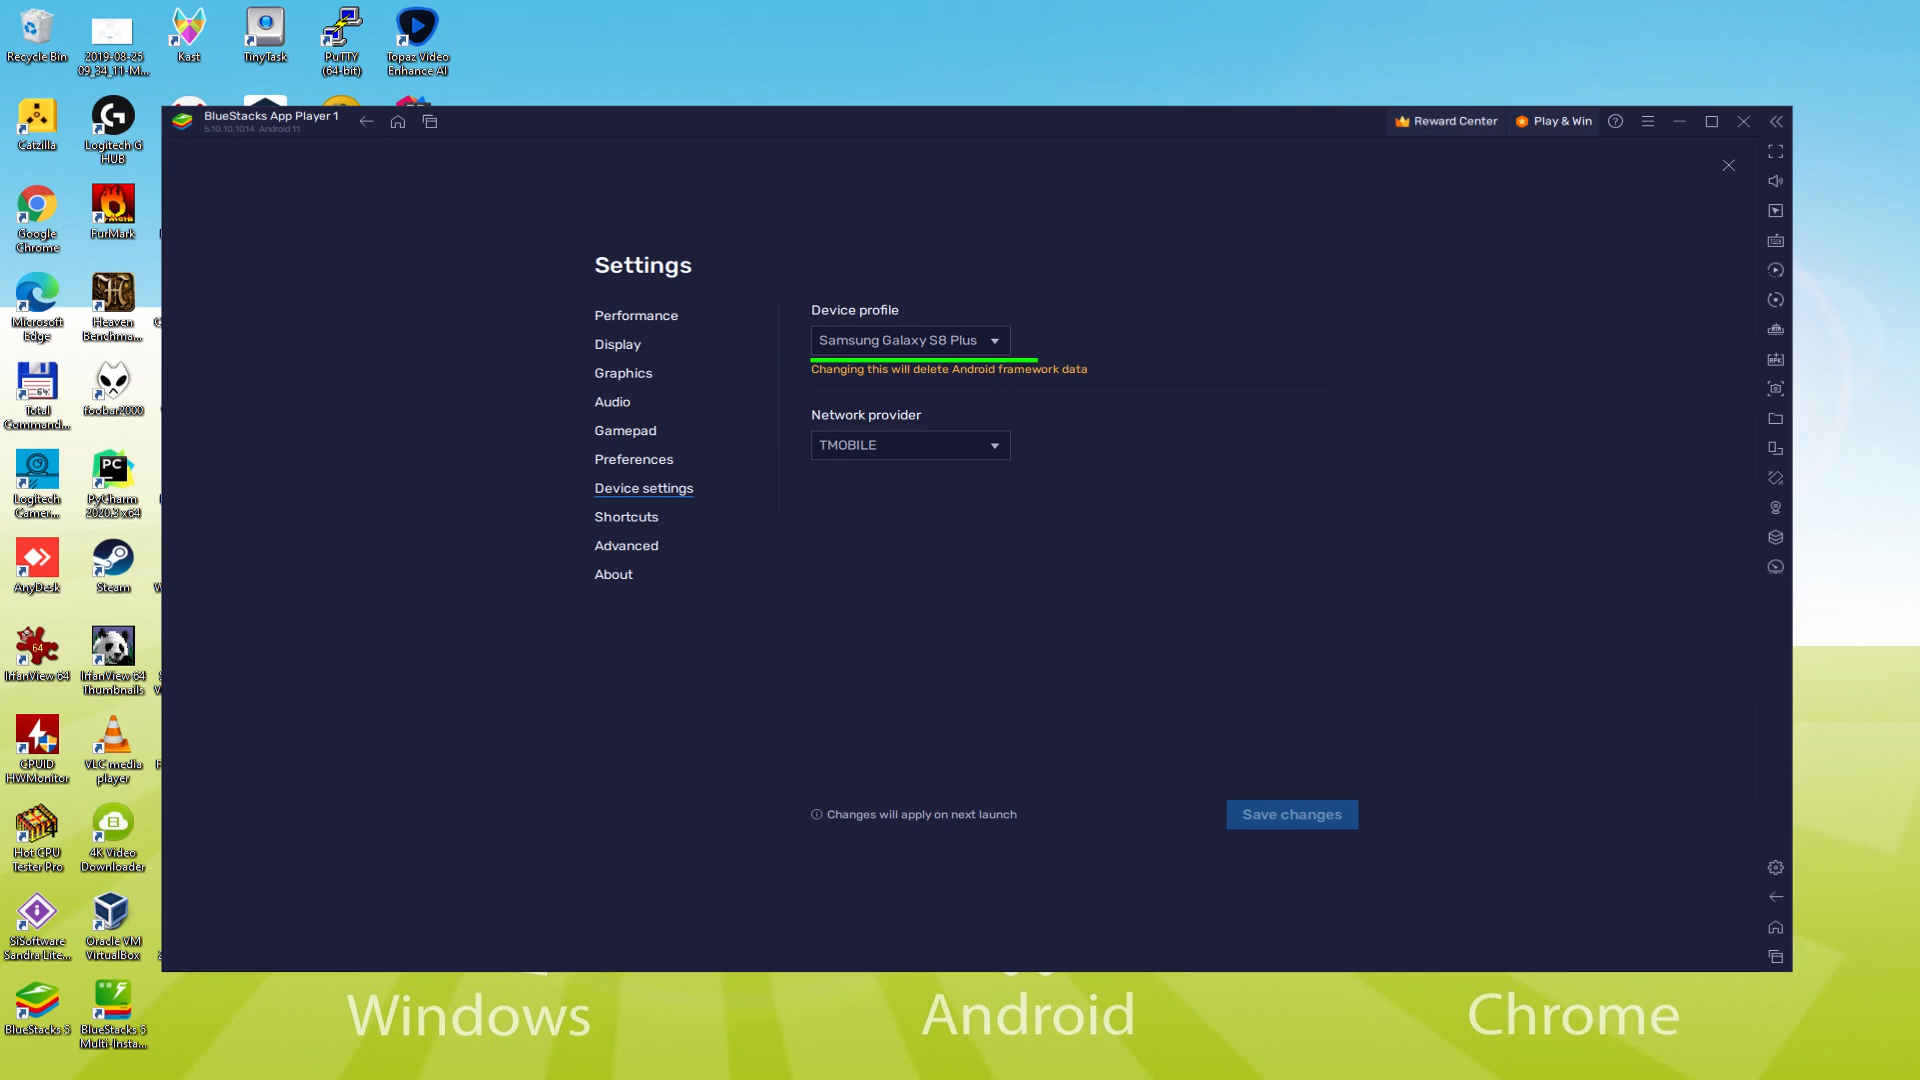 Recycle Bin
2019-08-25
09_34_11-M...
Kast
TinyTask
PuTTY
(64-bit)
Topaz Video
Enhance AI
Catzilla
Logitech G
HUB
Google
Chrome
FurMark
Microsoft
Edge
Heaven
Benchma...
Total
Command...
foobar2000
Logitech
Camer...
PyCharm
2020.3 x64
AnyDesk
Steam
IrfanView 64
IrfanView 64
Thumbnails
CPUID
HWMonitor
VLC media
player
Hot CPU
Tester Pro
4K Video
Downloader
SiSoftware
Sandra Lite...
Oracle VM
VirtualBox
BlueStacks 5
BlueStacks 5
Multi-Insta...
BlueStacks App Player 1
5.10.10.1014 Android 11
Reward Center
Play & Win
Settings
Performance
Display
Graphics
Audio
Gamepad
Preferences
Device settings
Shortcuts
Advanced
About
Device profile
Samsung Galaxy S8 Plus
Changing this will delete Android framework data
Network provider
TMOBILE
Changes will apply on next launch
Save changes
Windows
Android
Chrome